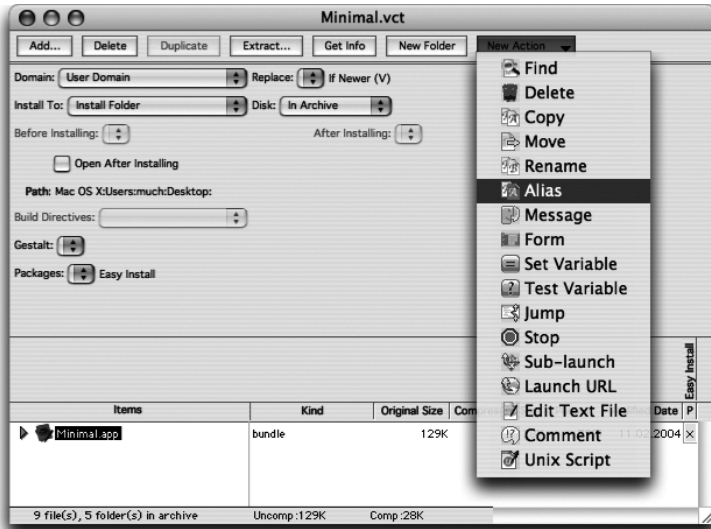 Minimal.vct
Add... Delete Duplicate Extract... Get Info New Folder New Action
Domain: User Domain Replace: If Newer (V)
Install To: Install Folder Disk: In Archive
Before Installing: After Installing:
Open After Installing
Path: Mac OS X:Users:much:Desktop:
Build Directives:
Gestalt:
Packages: Easy Install
Find
Delete
Copy
Move
Rename
Alias
Message
Form
Set Variable
Test Variable
Jump
Stop
Sub-launch
Launch URL
Edit Text File
Comment
Unix Script
Easy Install
Items Kind Original Size Date P
Minimal.app bundle 129K 2004
9 file(s), 5 folder(s) in archive Uncomp:129K Comp:28K